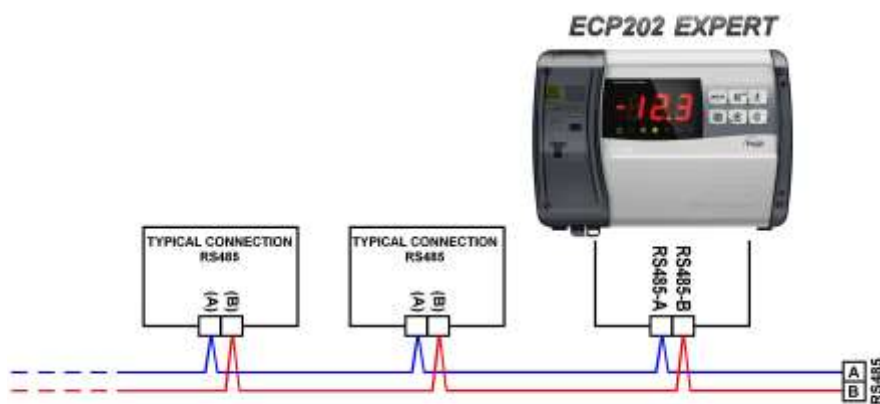 ECP202 EXPERT
-12.3
TYPICAL CONNECTION
RS485
(A)
(B)
TYPICAL CONNECTION
RS485
(A)
(B)
RS485-A
RS485-B
A
B
RS485